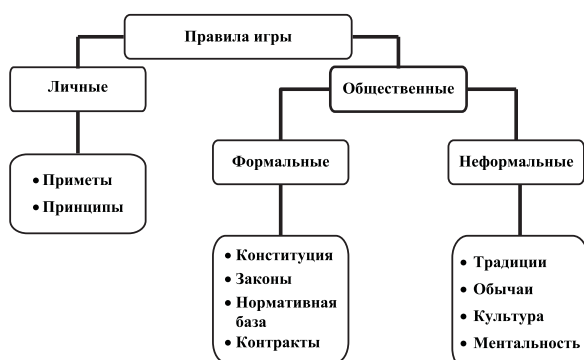 Правила игры
Личные
Общественные
• Приметы
• Принципы
Формальные
Неформальные
• Конституция
• Законы
• Нормативная
база
• Контракты
• Традиции
• Обычаи
• Культура
• Ментальность